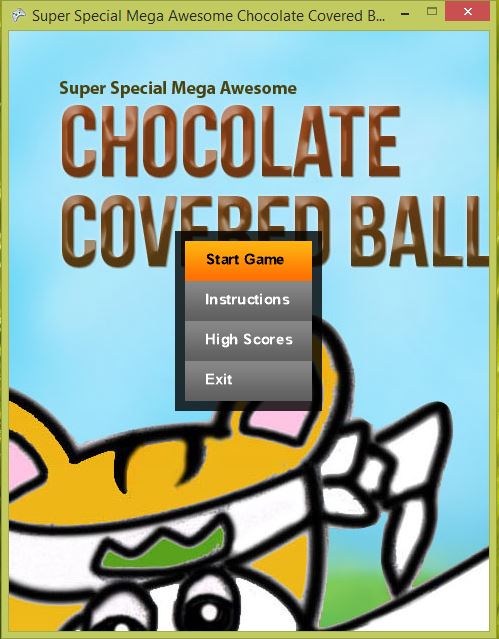 Super Special Mega Awesome Chocolate Covered B...
Super Special Mega Awesome
CHOCOLATE
COVERED BALL
Start Game
Instructions
High Scores
Exit